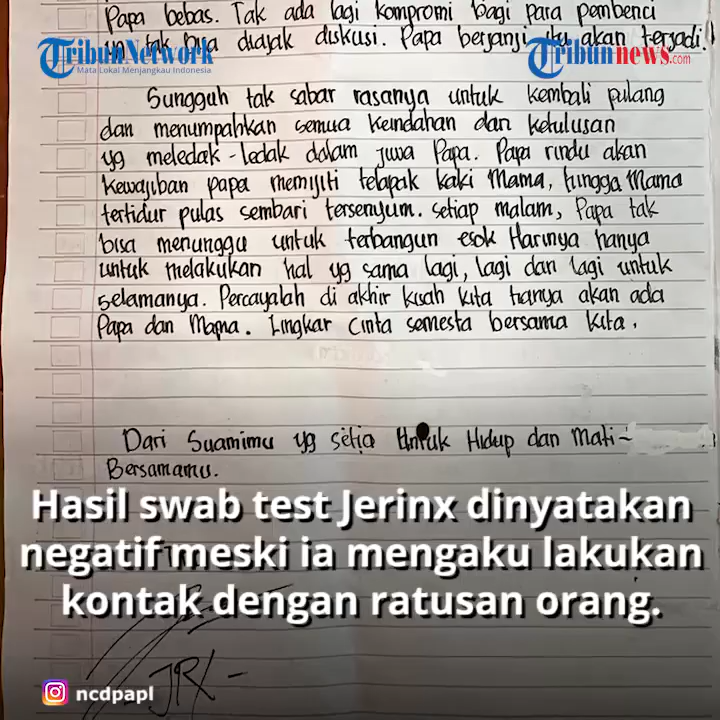 Papa bebas. Tak ada lagi kompromi bagi para pembenci
yg tak bisa diajak diskusi. Papa berjanji itu akan terjadi!
Tribun Network
Mata Lokal Menjangkau Indonesia
Tribunnews.com
Sungguh tak sabar rasanya untuk kembali pulang
dan menumpahkan semua keindahan dan ketulusan
yg meledak-ledak dalam jiwa Papa. Papa rindu akan
kewajiban papa memijiti telapak kaki Mama, hingga Mama
tertidur pulas sembari tersenyum. setiap malam, Papa tak
bisa menunggu untuk terbangun esok Harinya hanya
untuk melakukan hal yg sama lagi, lagi dan lagi untuk
selamanya. Percayalah di akhir kisah kita hanya akan ada
Papa dan Mama. Lingkar Cinta semesta bersama kita.
Dari Suamimu yg setia Untuk Hidup dan Mati~
Bersamamu.
Hasil swab test Jerinx dinyatakan
negatif meski ia mengaku lakukan
kontak dengan ratusan orang.
JRX -
ncdpapl